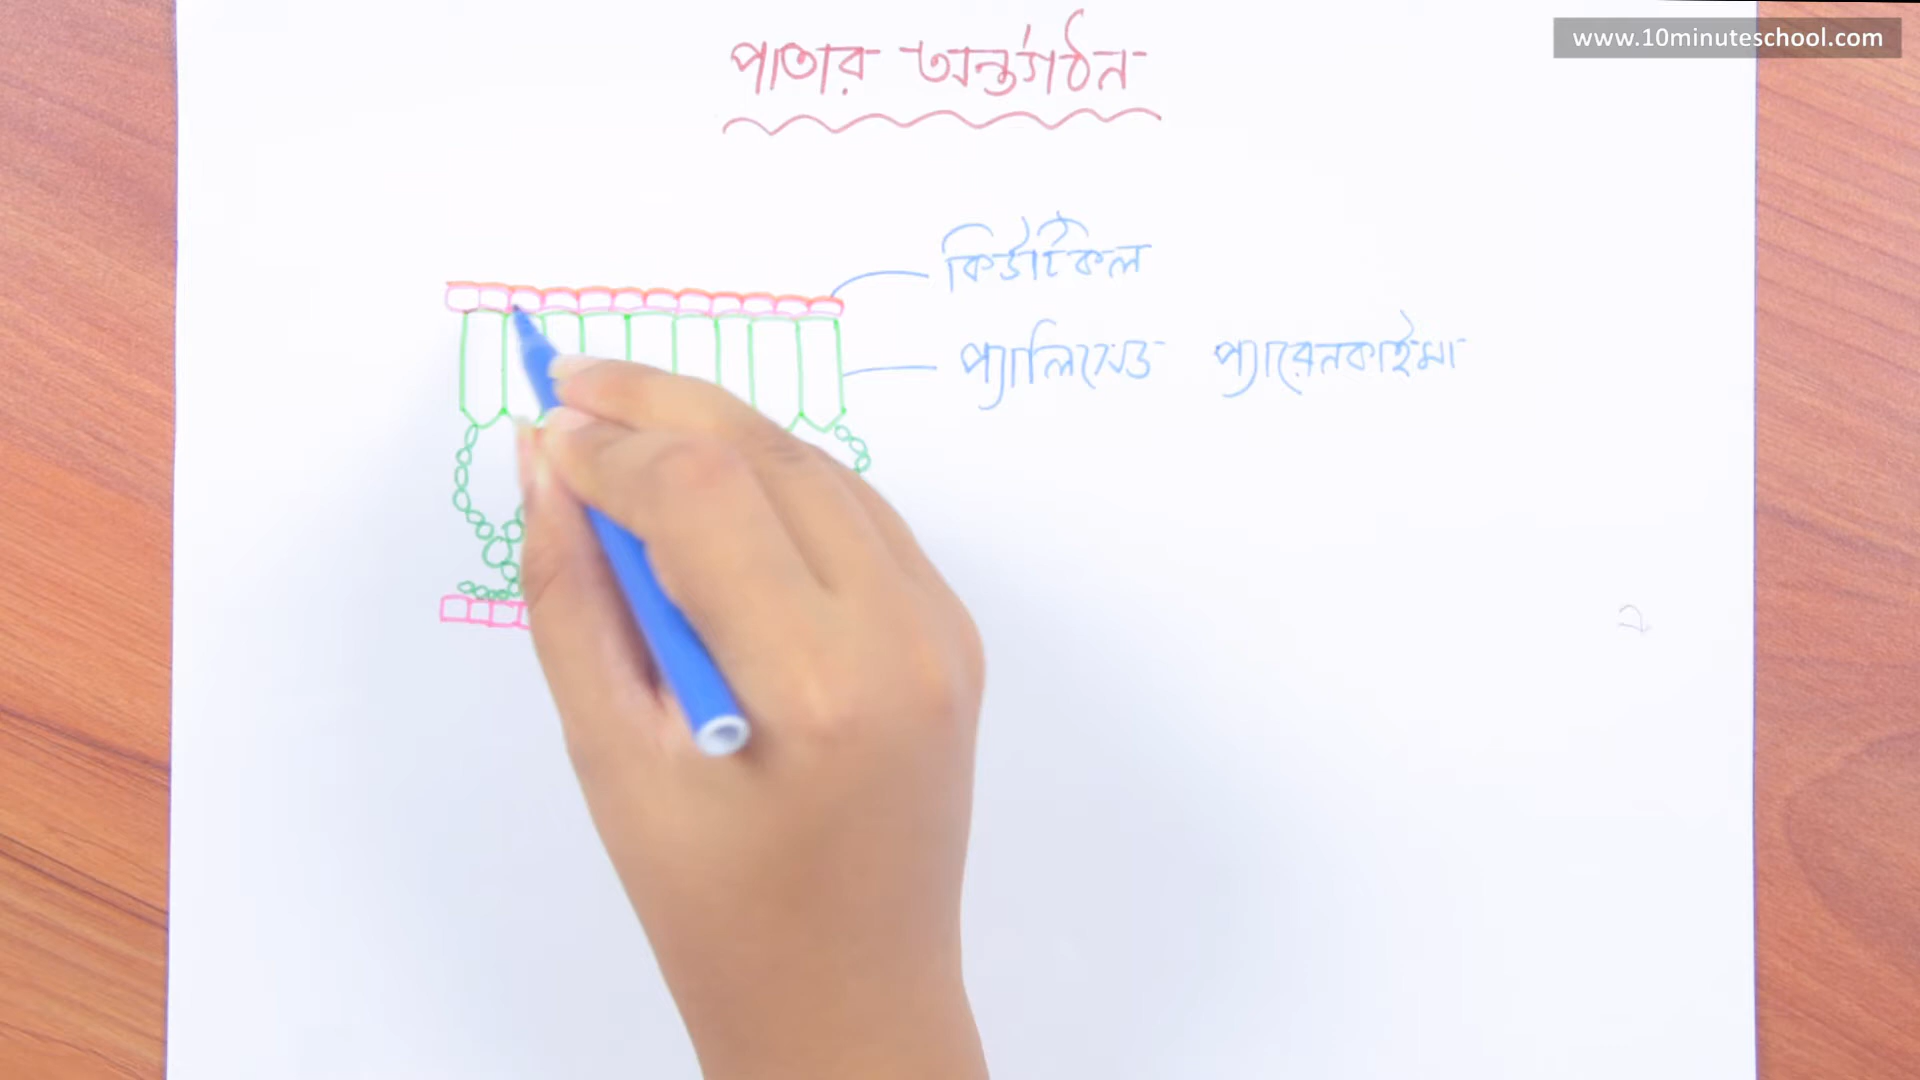 www.10minuteschool.com
পাতার অন্তর্গঠন
কিউটিকল
প্যালিসেড প্যারেনকাইমা